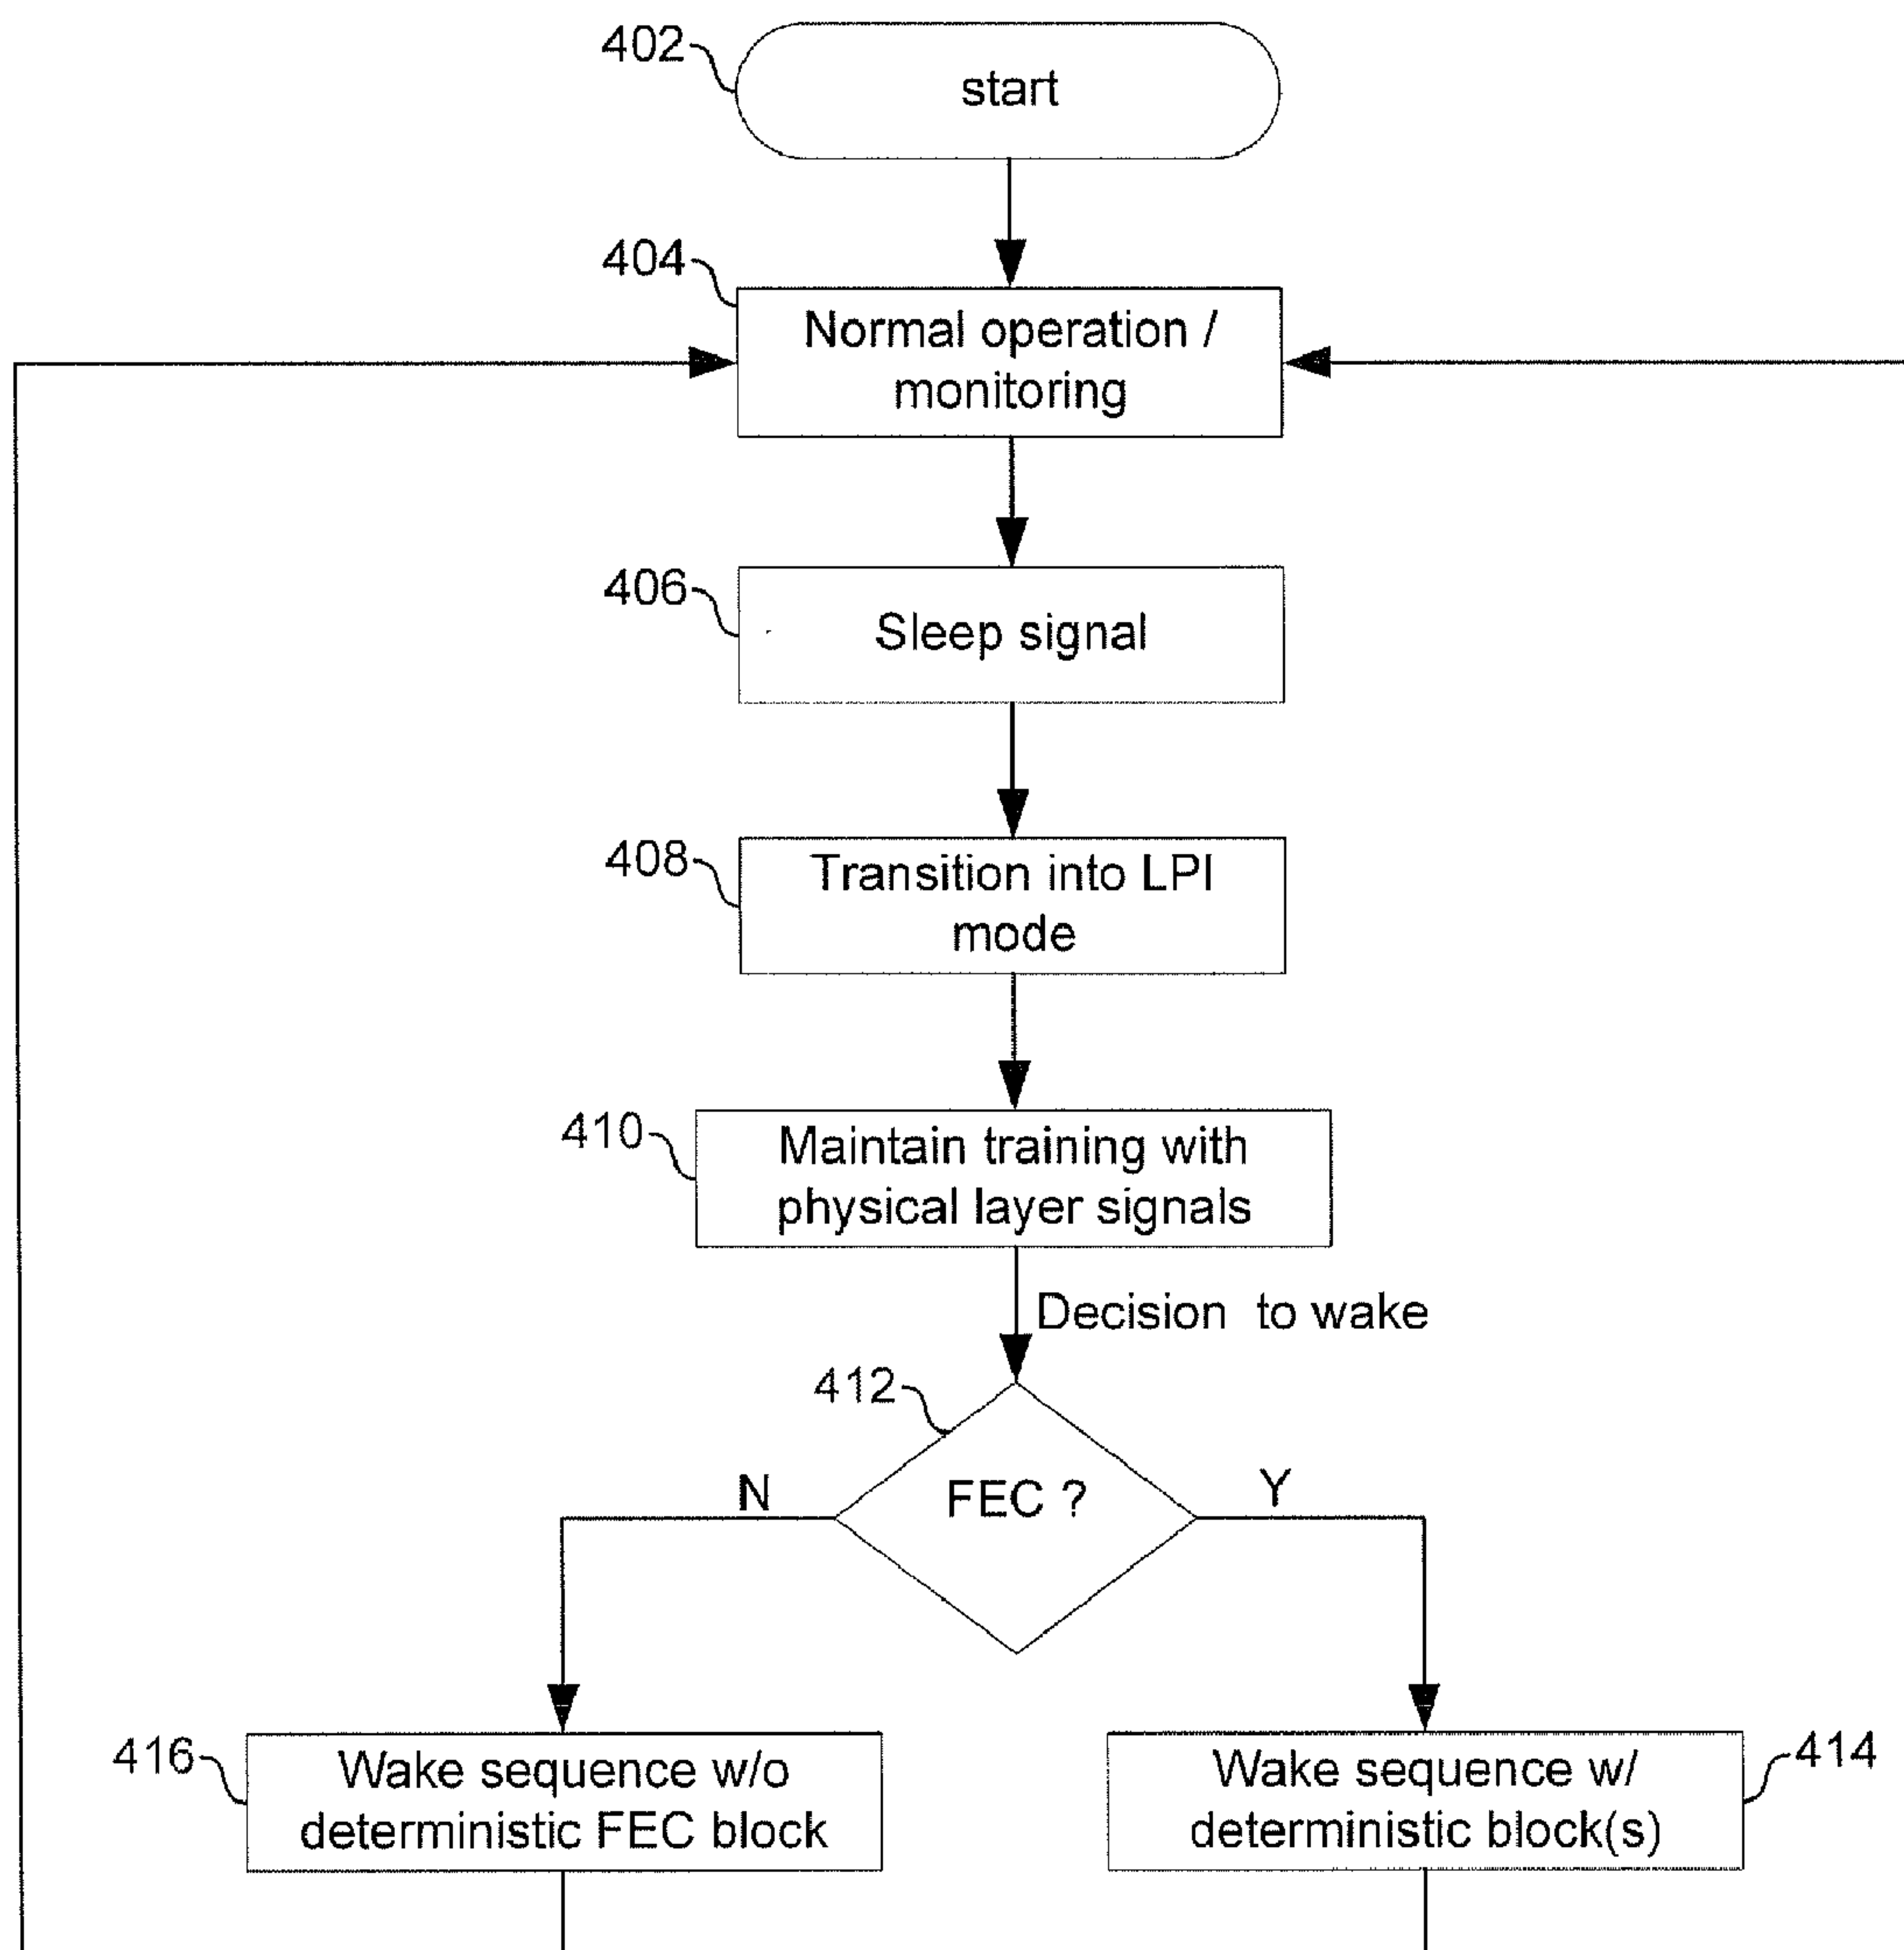 402
start
404
Normal operation /
monitoring
406
Sleep signal
408
Transition into LPI
mode
410
Maintain training with
physical layer signals
Decision to wake
412
FEC ?
N
Y
416
Wake sequence w/o
deterministic FEC block
Wake sequence w/
deterministic block(s)
414